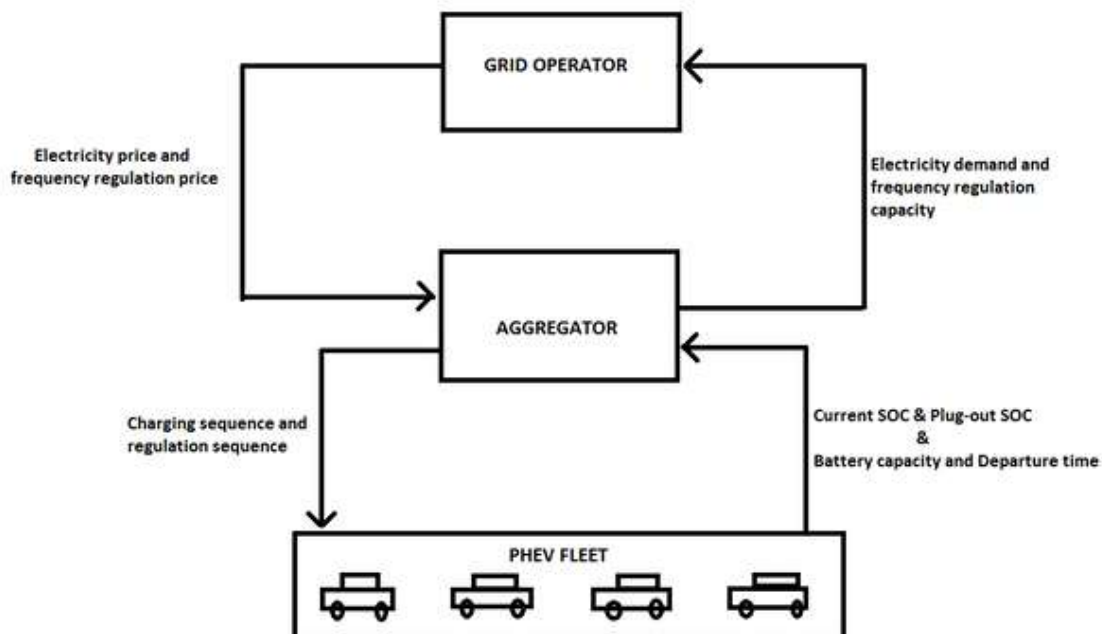 GRID OPERATOR
Electricity price and
frequency regulation price
Electricity demand and
frequency regulation
capacity
AGGREGATOR
Charging sequence and
regulation sequence
Current SOC & Plug-out SOC
&
Battery capacity and Departure time
PHEV FLEET